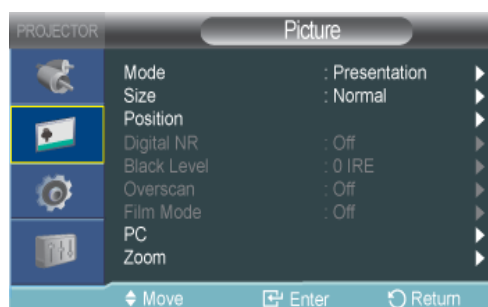 PROJECTOR
Picture
Mode : Presentation
Size : Normal
Position
Digital NR : Off
Black Level : 0 IRE
Overscan : Off
Film Mode : Off
PC
Zoom
Move Enter Return